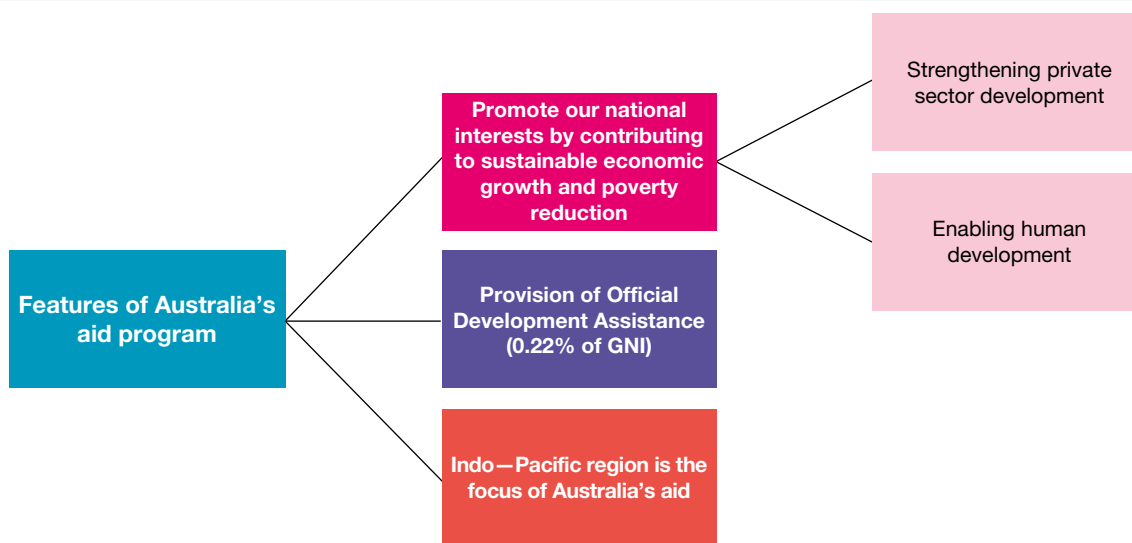 Features of Australia's
aid program
Promote our national
interests by contributing
to sustainable economic
growth and poverty
reduction
Strengthening private
sector development
Enabling human
development
Provision of Official
Development Assistance
(0.22% of GNI)
Indo—Pacific region is the
focus of Australia's aid